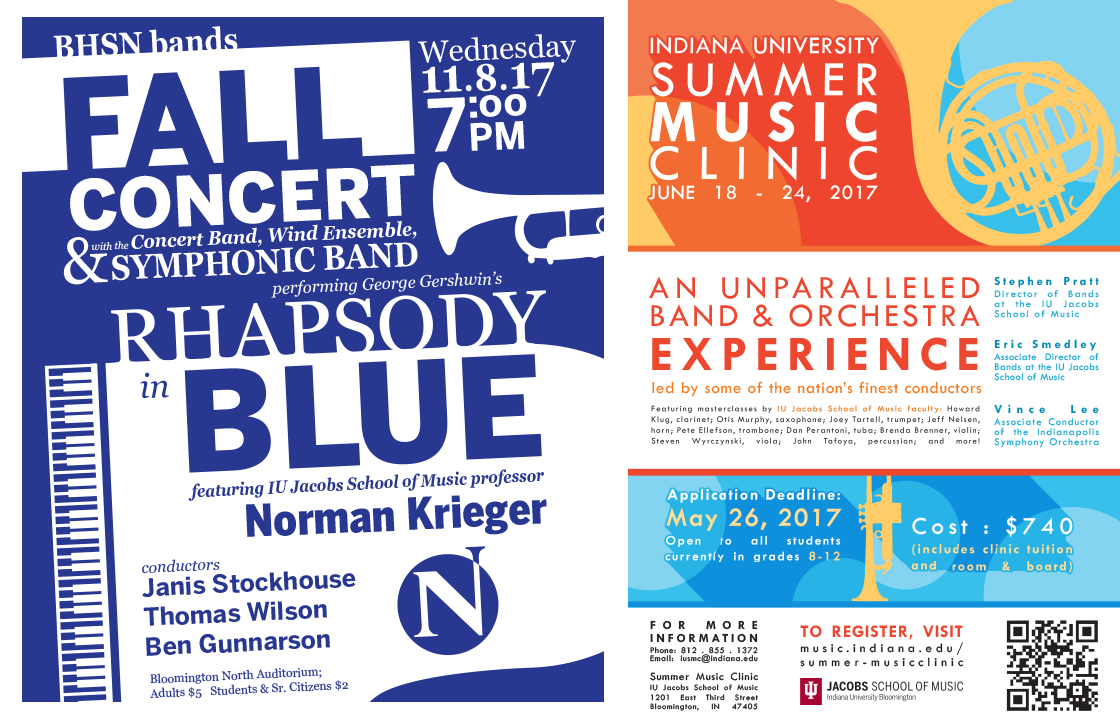 BHSN bands
FALL
CONCERT
Wednesday
11.8.17
7:00
PM
with the Concert Band, Wind Ensemble,
& SYMPHONIC BAND
performing George Gershwin's
RHAPSODY
in
BLUE
featuring IU Jacobs School of Music professor
Norman Krieger
conductors
Janis Stockhouse
Thomas Wilson
Ben Gunnarson
N
Bloomington North Auditorium;
Adults $5 Students & Sr. Citizens $2
INDIANA UNIVERSITY
SUMMER
MUSIC
CLINIC
JUNE 18 - 24, 2017
AN UNPARALLELED
BAND & ORCHESTRA
EXPERIENCE
led by some of the nation's finest conductors
Featuring masterclasses by IU Jacobs School of Music faculty: Howard
Klug, clarinet; Otis Murphy, saxophone; Joey Tartell, trumpet; Jeff Nelsen,
horn; Pete Ellefson, trombone; Dan Perantoni, tuba; Brenda Brenner, violin;
Steven Wyrczynski, viola; John Tafoya, percussion; and more!
Stephen Pratt
Director of Bands
at the IU Jacobs
School of Music
Eric Smedley
Associate Director of
Bands at the IU Jacobs
School of Music
Vince Lee
Associate Conductor
of the Indianapolis
Symphony Orchestra
Application Deadline:
May 26, 2017
Open to all students
currently in grades 8-12
Cost : $740
(includes clinic tuition
and room & board)
FOR MORE
INFORMATION
Phone: 812 . 855 . 1372
Email: iusmc@indiana.edu
Summer Music Clinic
IU Jacobs School of Music
1201 East Third Street
Bloomington, IN 47405
TO REGISTER, VISIT
music.indiana.edu/
summer-musicclinic
JACOBS SCHOOL OF MUSIC
Indiana University Bloomington